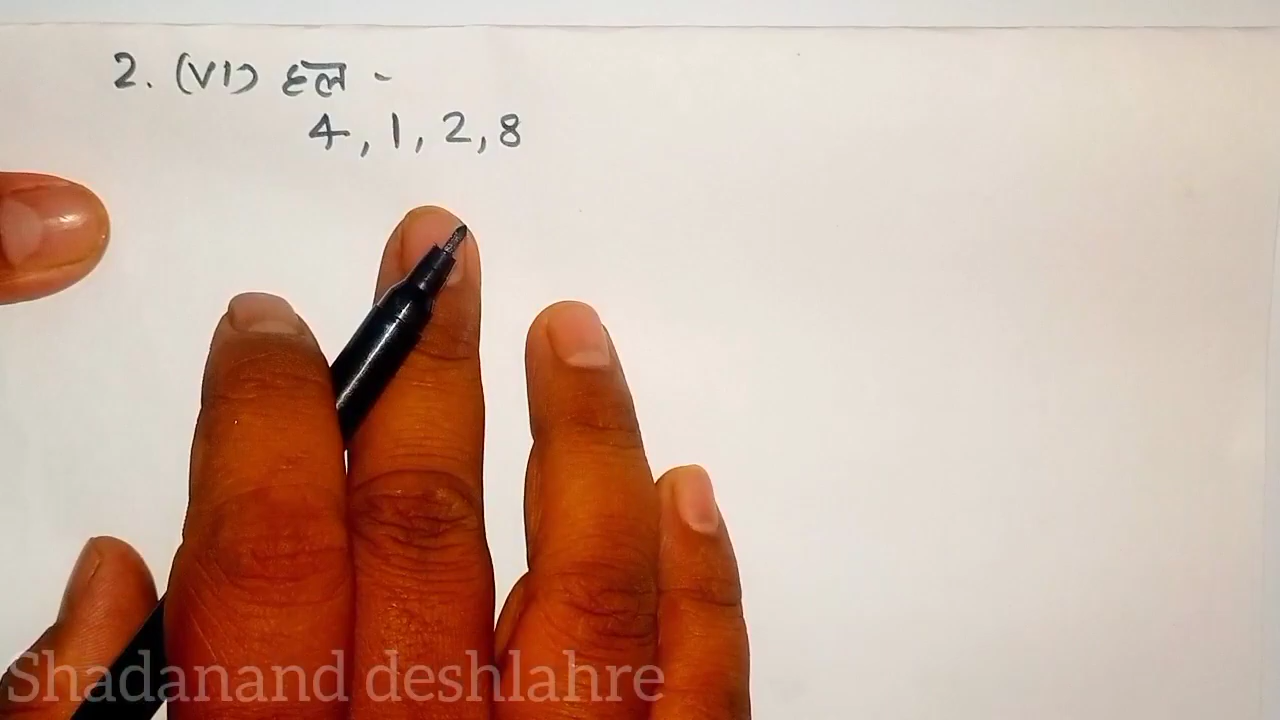 2. (VI) हल -
4, 1, 2, 8
Shadanand deshlahre